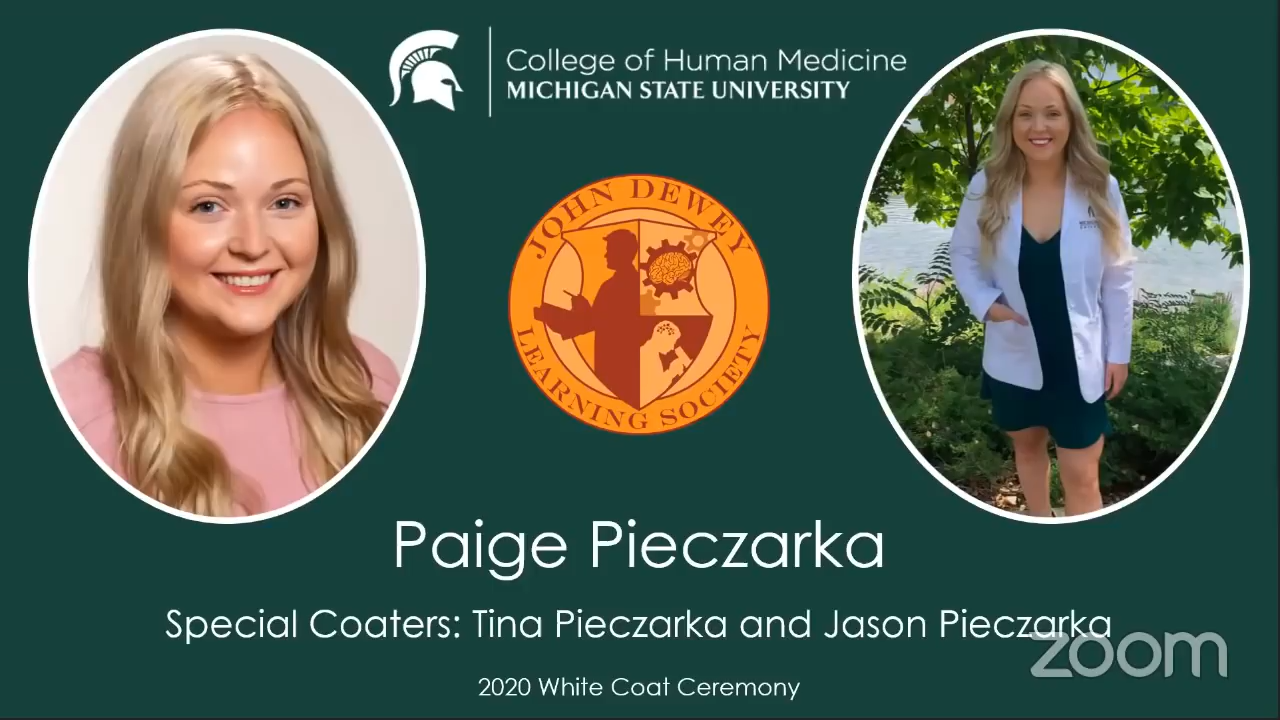 College of Human Medicine
MICHIGAN STATE UNIVERSITY
JOHN DEWEY
LEARNING SOCIETY
Paige Pieczarka
Special Coaters: Tina Pieczarka and Jason Pieczarka
zoom
2020 White Coat Ceremony